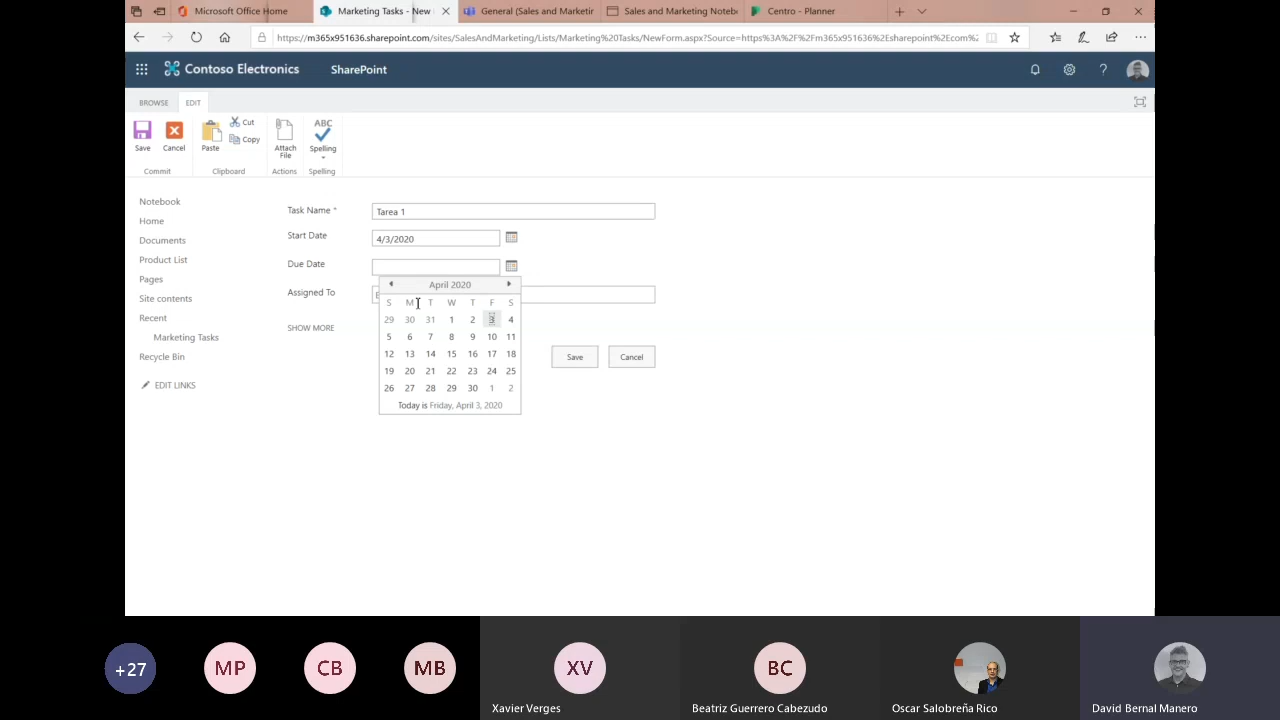 Microsoft Office Home
Marketing Tasks - New
General (Sales and Marketin
Sales and Marketing Noteb
Centro - Planner
https://m365x951636.sharepoint.com/sites/SalesAndMarketing/Lists/Marketing%20Tasks/NewForm.aspx?Source=https%3A%2F%2Fm365x951636%2Esharepoint%2Ecom%2
Contoso Electronics
SharePoint
?
BROWSE
EDIT
Save
Cancel
Paste
Cut
Copy
Attach File
ABC
Spelling
Commit
Clipboard
Actions
Spelling
Notebook
Home
Documents
Product List
Pages
Site contents
Recent
Marketing Tasks
Recycle Bin
EDIT LINKS
Task Name *
Tarea 1
Start Date
4/3/2020
Due Date
Assigned To
SHOW MORE
April 2020
S M T W T F S
29 30 31 1 2 3 4
5 6 7 8 9 10 11
12 13 14 15 16 17 18
19 20 21 22 23 24 25
26 27 28 29 30 1 2
Today is Friday, April 3, 2020
Save
Cancel
+27
MP
CB
MB
XV
Xavier Verges
BC
Beatriz Guerrero Cabezudo
Oscar Salobreña Rico
David Bernal Manero